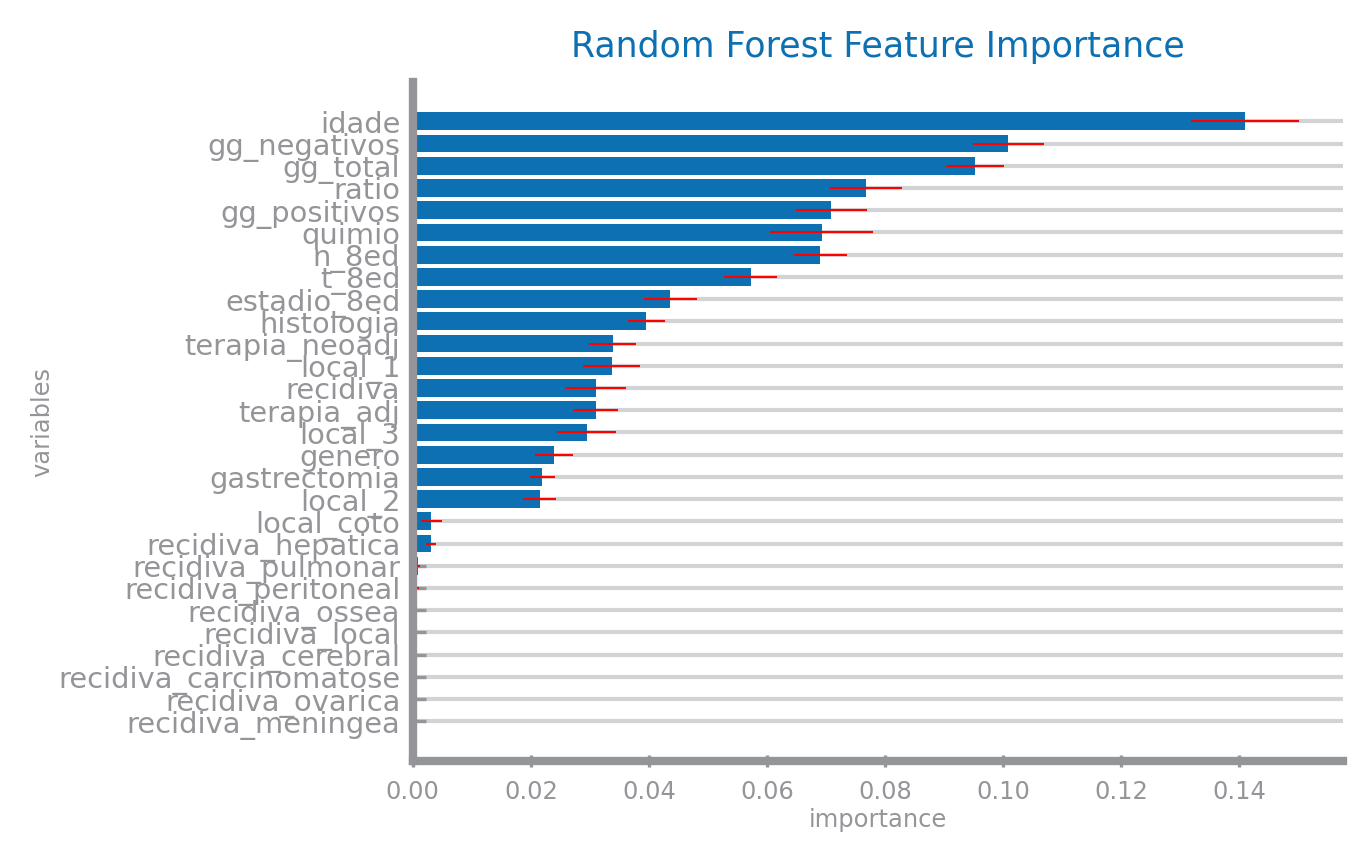 Random Forest Feature Importance
idade
gg_negativos
gg_total
ratio
gg_positivos
quimio
h_8ed
t_8ed
estadio_8ed
histologia
terapia_neoadj
local_1
recidiva
terapia_adj
local_3
genero
gastrectomia
local_2
local_coto
recidiva_hepatica
recidiva_pulmonar
recidiva_peritoneal
recidiva_ossea
recidiva_local
recidiva_cerebral
recidiva_carcinomatose
recidiva_ovarica
recidiva_meningea
variables
0.00 0.02 0.04 0.06 0.08 0.10 0.12 0.14
importance